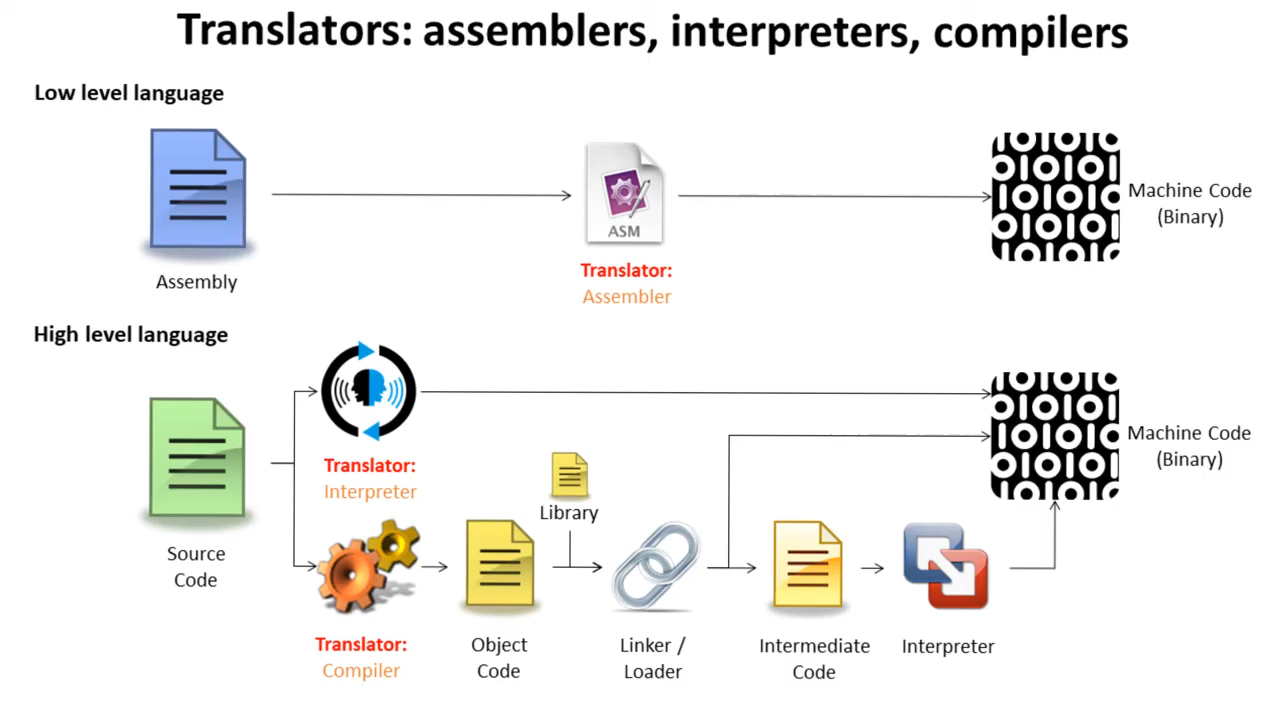 Translators: assemblers, interpreters, compilers
Low level language
ASM
Machine Code
(Binary)
Translator:
Assembler
Assembly
High level language
Translator:
Interpreter
Machine Code
(Binary)
Library
Source
Code
Translator:
Compiler
Object
Code
Linker /
Loader
Intermediate
Code
Interpreter